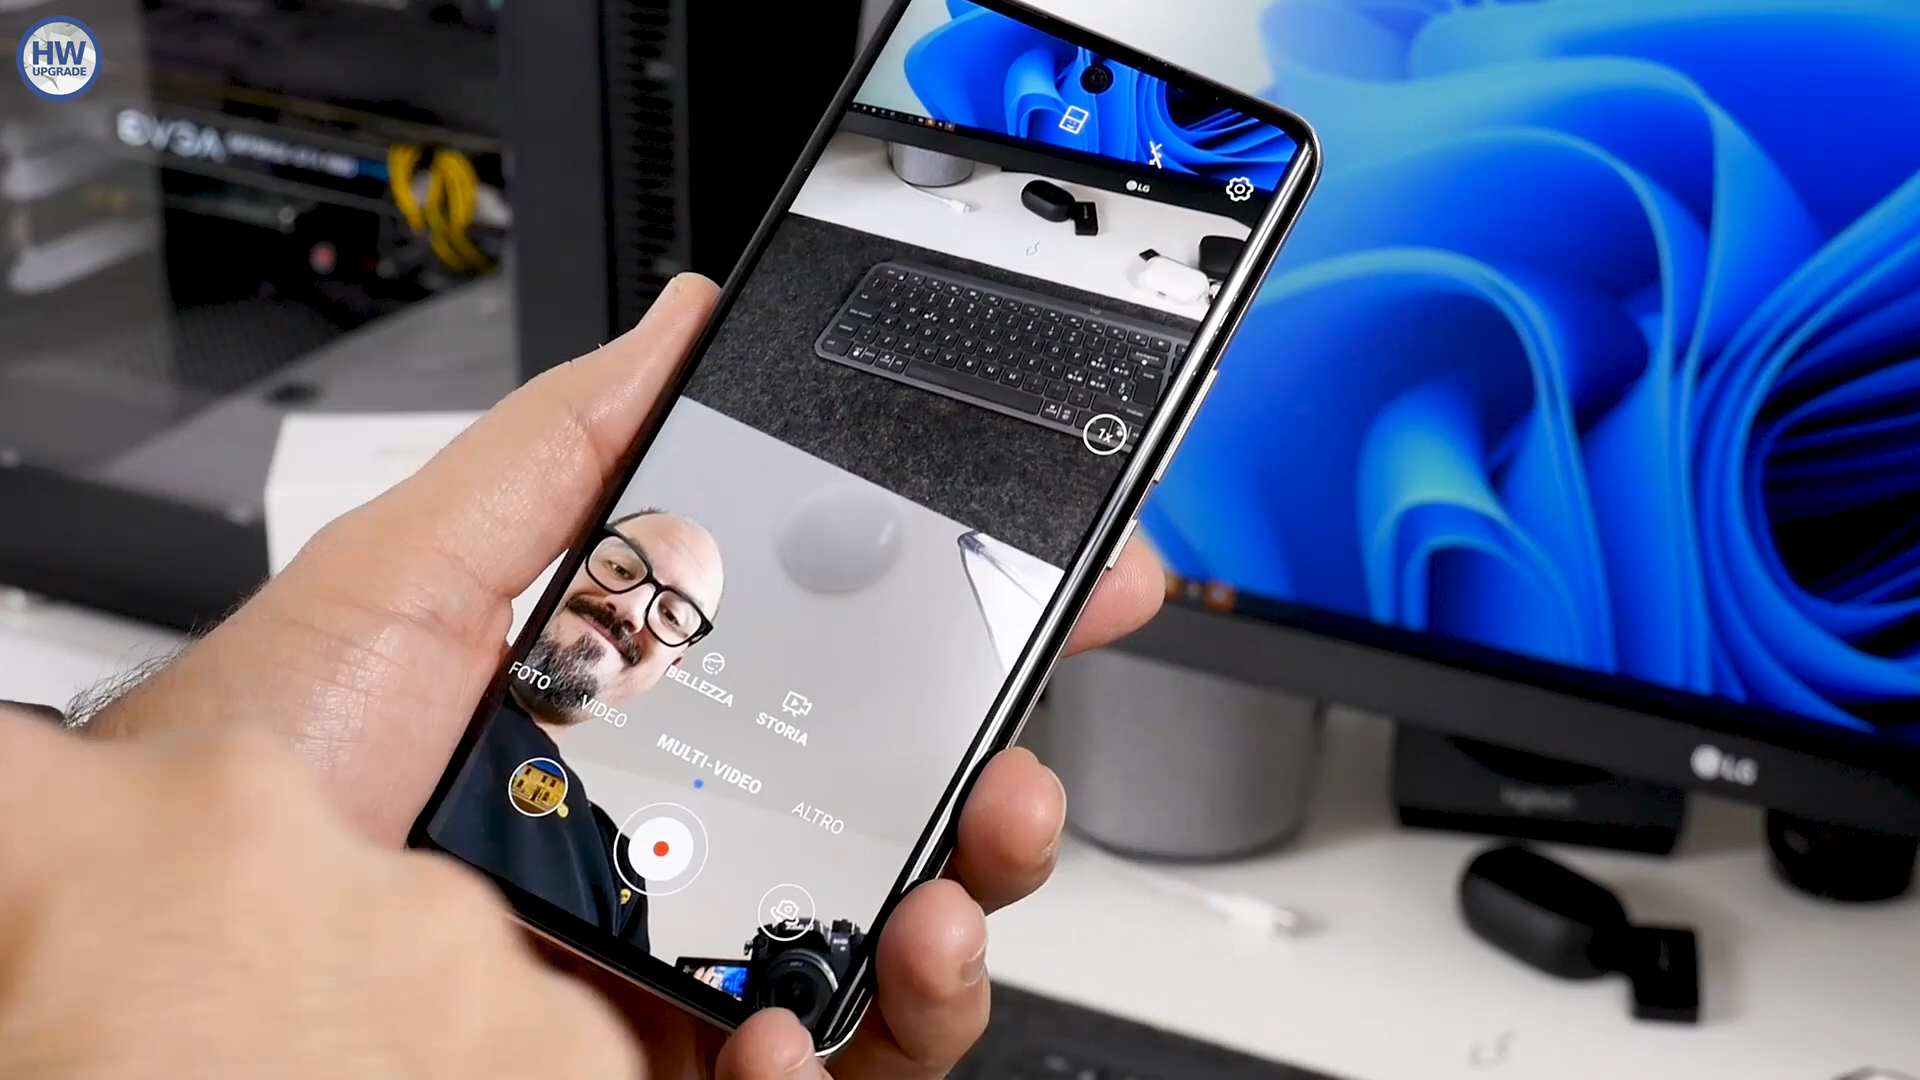 HW
UPGRADE
EVGA
LG
1x
BELLEZZA
STORIA
FOTO
VIDEO
MULTI-VIDEO
ALTRO
LG